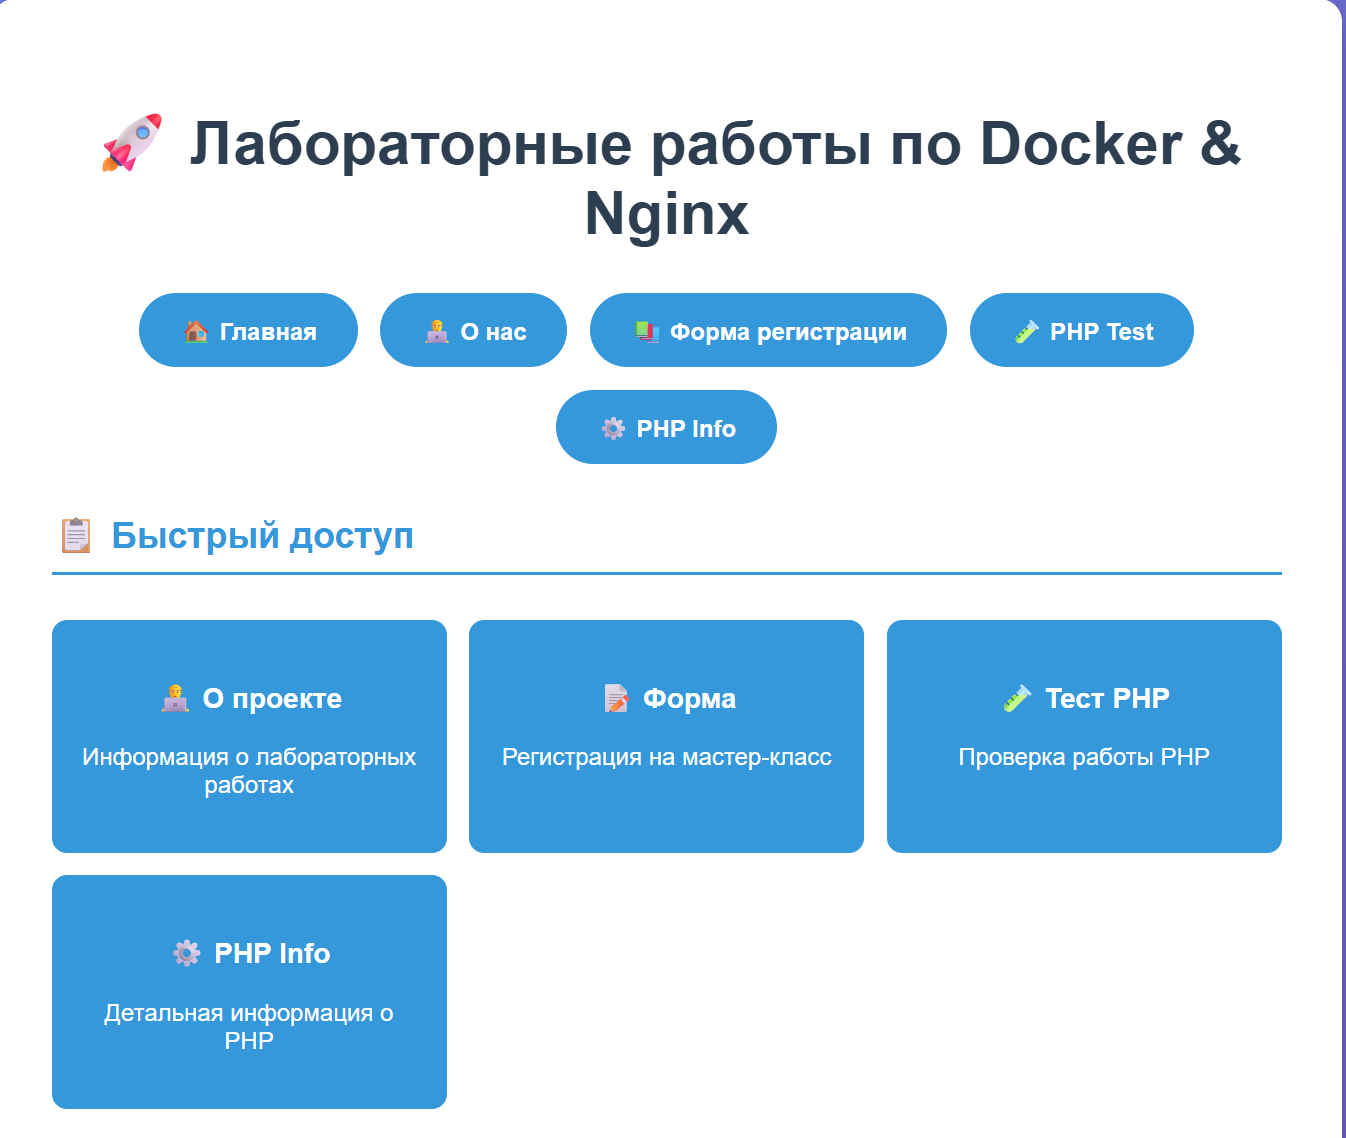 Лабораторные работы по Docker &
Nginx
Главная
О нас
Форма регистрации
PHP Test
PHP Info
Быстрый доступ
О проекте
Информация о лабораторных
работах
Форма
Регистрация на мастер-класс
Тест PHP
Проверка работы PHP
PHP Info
Детальная информация о
PHP